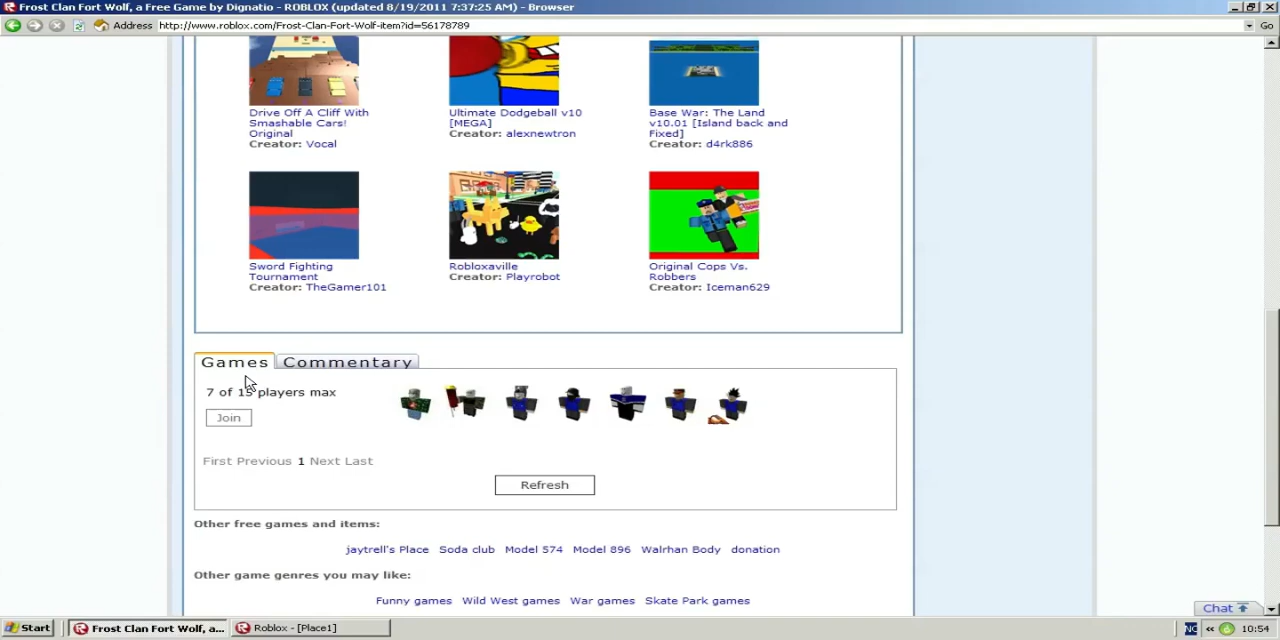 Frost Clan Fort Wolf, a Free Game by Dignatio - ROBLOX (updated 8/19/2011 7:37:25 AM) - Browser
Address http://www.roblox.com/Frost-Clan-Fort-Wolf-item?id=56178789 Go
Drive Off A Cliff With
Smashable Cars!
Original
Creator: Vocal
Ultimate Dodgeball v10
[MEGA]
Creator: alexnewtron
Base War: The Land
v10.01 [Island back and
Fixed]
Creator: d4rk886
Sword Fighting
Tournament
Creator: TheGamer101
Robloxaville
Creator: Playrobot
Original Cops Vs.
Robbers
Creator: Iceman629
Games Commentary
7 of 15 players max
Join
First Previous 1 Next Last
Refresh
Other free games and items:
jaytrell's Place Soda club Model 574 Model 896 Walrhan Body donation
Other game genres you may like:
Funny games Wild West games War games Skate Park games
Chat
Start Frost Clan Fort Wolf, a... Roblox - [Place1] NC « 10:54